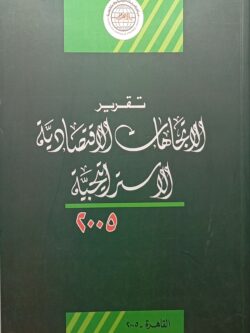 تقرير
الاتجاهات الاقتصادية
الاستراتيجية
٢٠٠٥
القاهرة - ٢٠٠٥